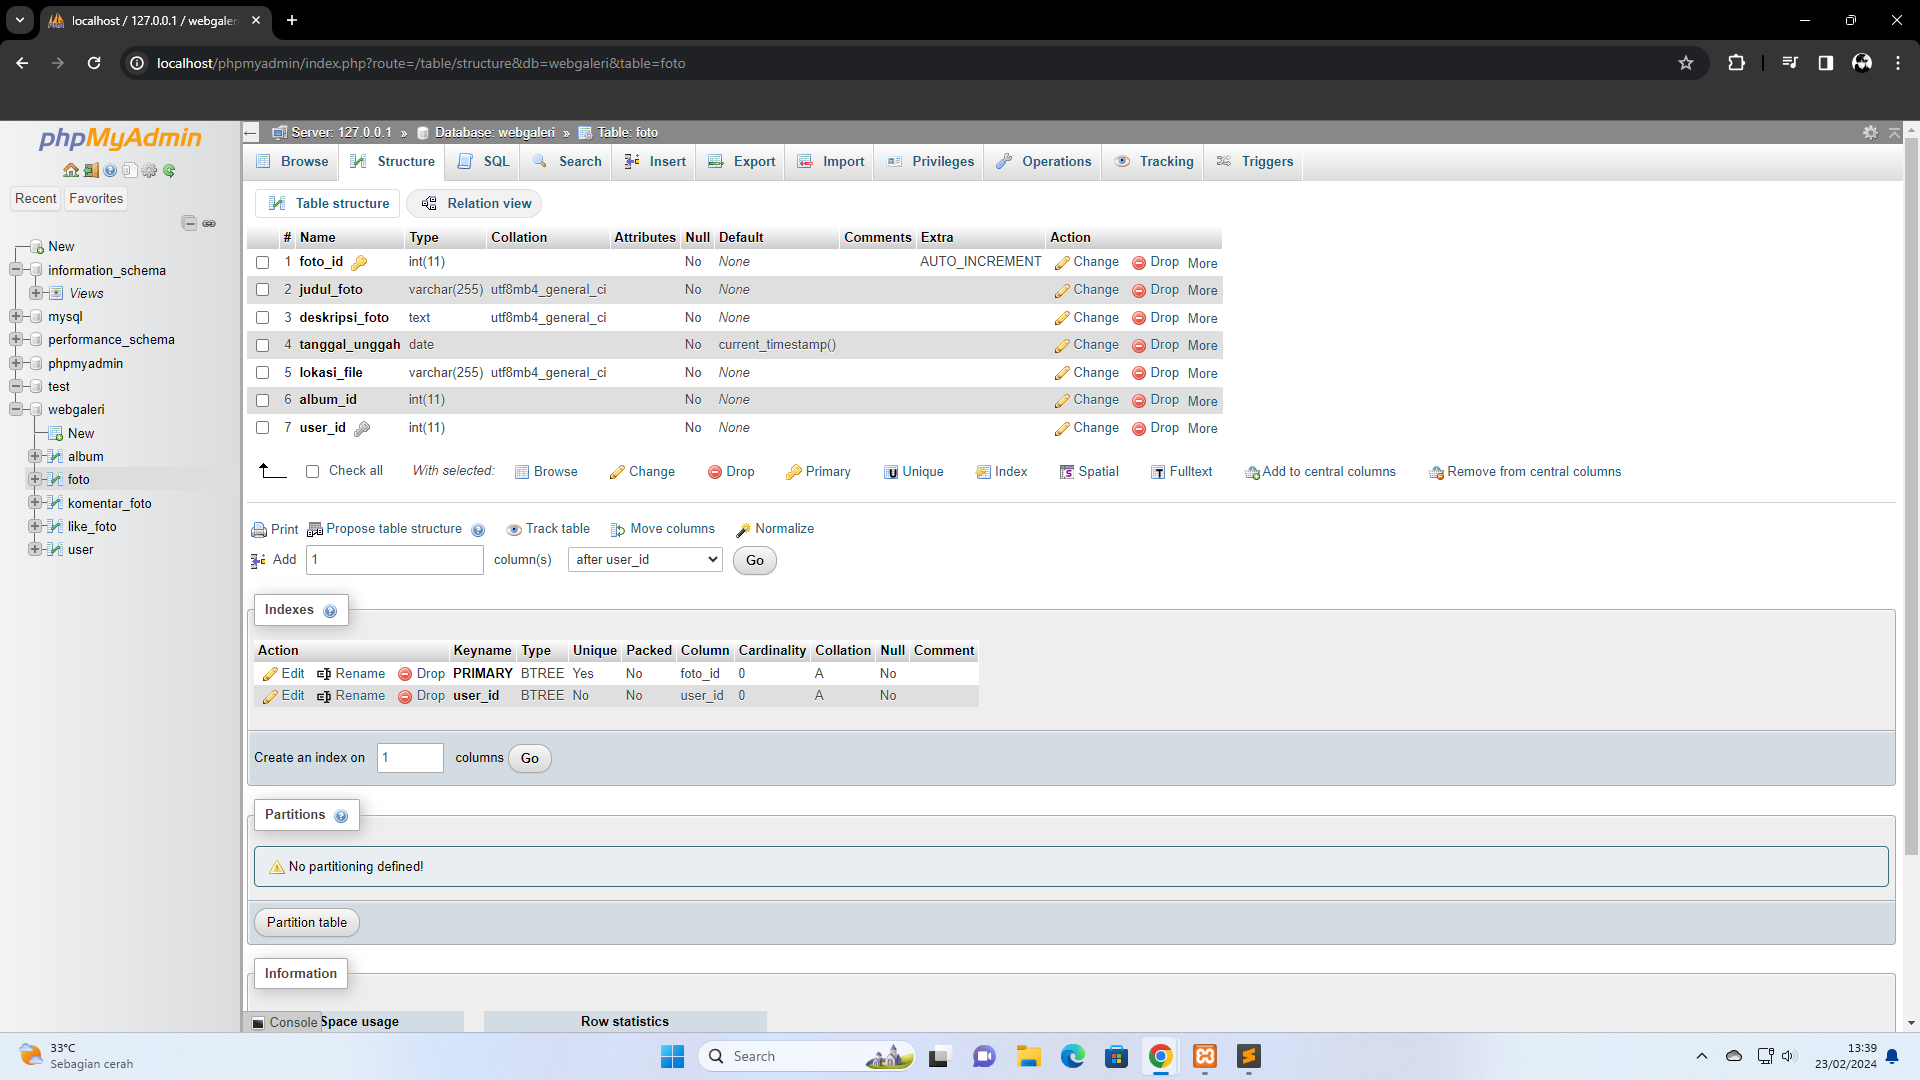 localhost / 127.0.0.1 / webgaleri
localhost/phpmyadmin/index.php?route=/table/structure&db=webgaleri&table=foto
phpMyAdmin
Recent Favorites
New
information_schema
Views
mysql
performance_schema
phpmyadmin
test
webgaleri
New
album
foto
komentar_foto
like_foto
user
Server: 127.0.0.1 » Database: webgaleri » Table: foto
Browse Structure SQL Search Insert Export Import Privileges Operations Tracking Triggers
Table structure Relation view
# Name Type Collation Attributes Null Default Comments Extra Action
1 foto_id int(11) No None AUTO_INCREMENT Change Drop More
2 judul_foto varchar(255) utf8mb4_general_ci No None Change Drop More
3 deskripsi_foto text utf8mb4_general_ci No None Change Drop More
4 tanggal_unggah date No current_timestamp() Change Drop More
5 lokasi_file varchar(255) utf8mb4_general_ci No None Change Drop More
6 album_id int(11) No None Change Drop More
7 user_id int(11) No None Change Drop More
Check all With selected: Browse Change Drop Primary Unique Index Spatial Fulltext Add to central columns Remove from central columns
Print Propose table structure Track table Move columns Normalize
Add 1 column(s) after user_id Go
Indexes
Action Keyname Type Unique Packed Column Cardinality Collation Null Comment
Edit Rename Drop PRIMARY BTREE Yes No foto_id 0 A No
Edit Rename Drop user_id BTREE No No user_id 0 A No
Create an index on 1 columns Go
Partitions
No partitioning defined!
Partition table
Information
Console Space usage Row statistics
33°C
Sebagian cerah
Search
13:39
23/02/2024